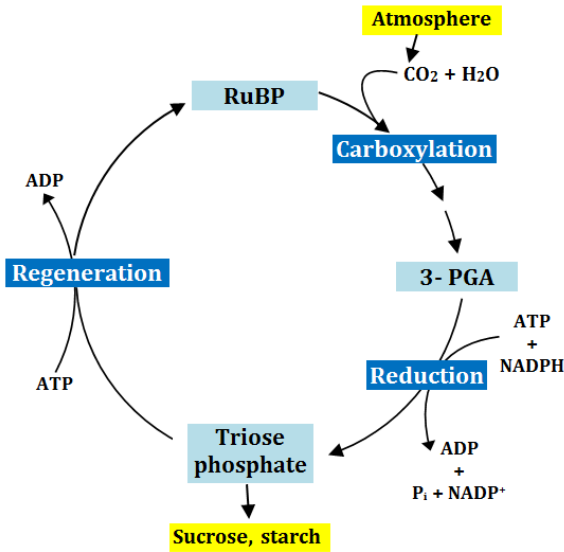 Atmosphere
CO2 + H2O
RuBP
Carboxylation
ADP
Regeneration
3- PGA
ATP
+
NADPH
Reduction
ATP
Triose
phosphate
ADP
+
Pi + NADP+
Sucrose, starch